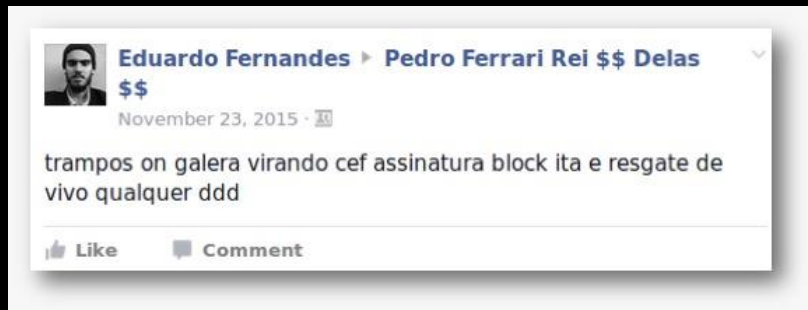 Eduardo Fernandes ▸ Pedro Ferrari Rei $$ Delas
$$
November 23, 2015 ·
trampos on galera virando cef assinatura block ita e resgate de
vivo qualquer ddd
Like Comment